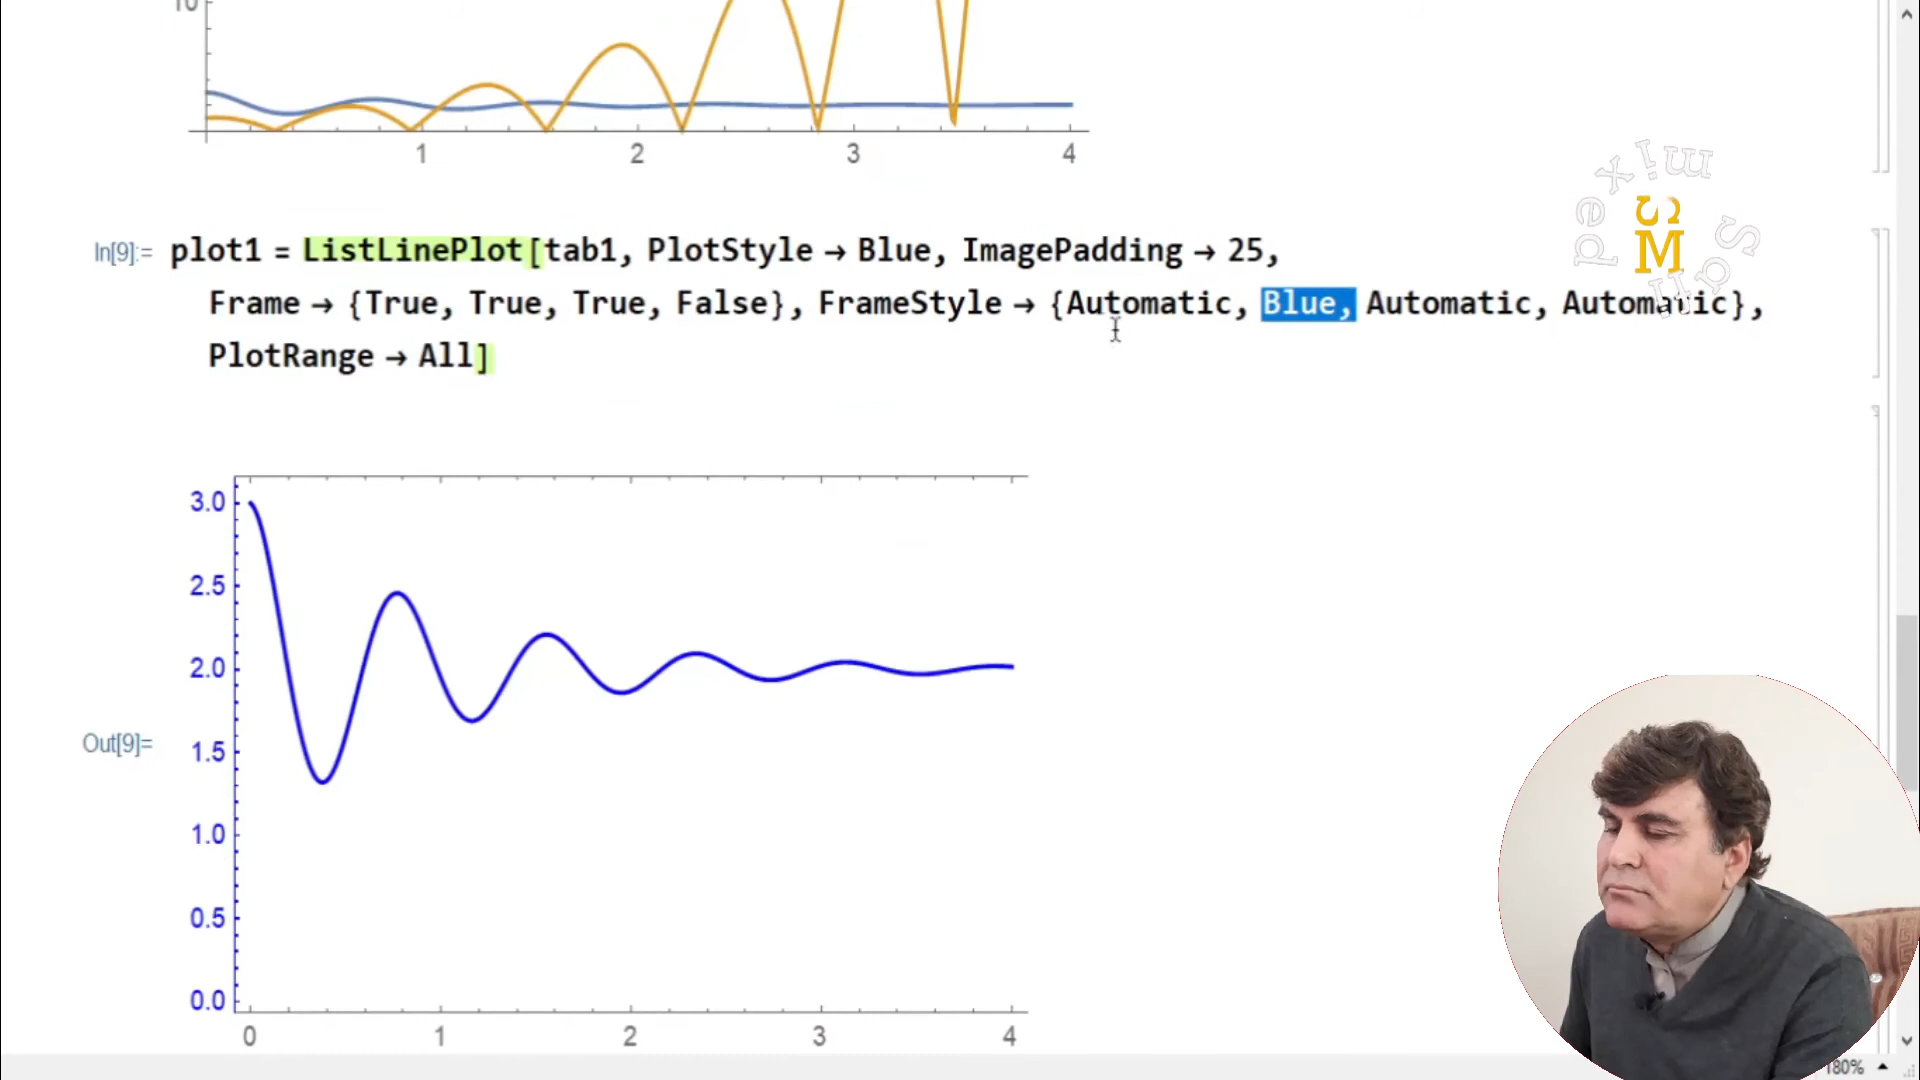 10
1 2 3 4
In[9]:= plot1 = ListLinePlot[tab1, PlotStyle → Blue, ImagePadding → 25,
Frame → {True, True, True, False}, FrameStyle → {Automatic, Blue, Automatic, Automatic},
PlotRange → All]
3.0
2.5
2.0
Out[9]=
1.5
1.0
0.5
0.0
0 1 2 3 4
180%